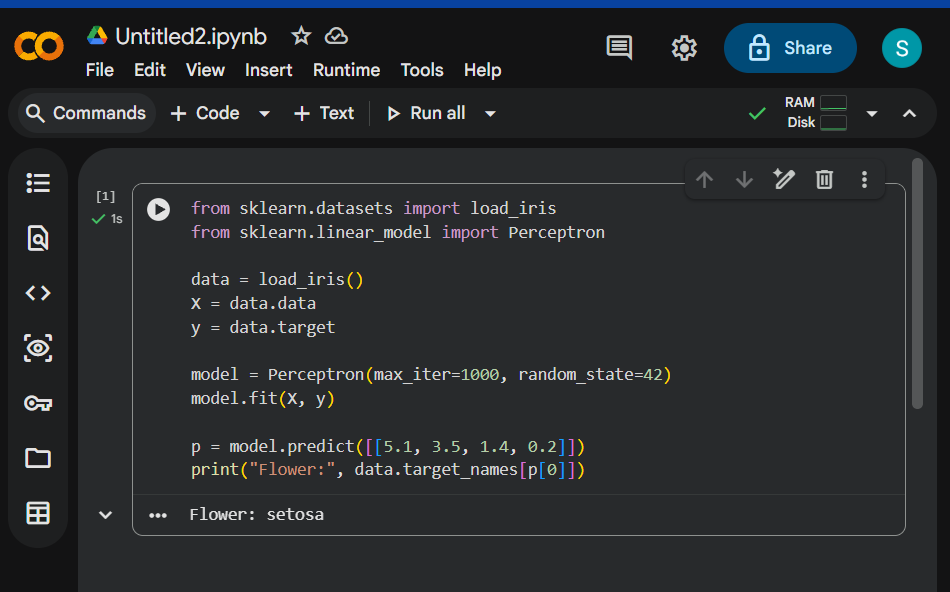 Untitled2.ipynb
File Edit View Insert Runtime Tools Help
Share
S
Commands + Code + Text Run all
RAM
Disk
[1]
1s
from sklearn.datasets import load_iris
from sklearn.linear_model import Perceptron
data = load_iris()
X = data.data
y = data.target
model = Perceptron(max_iter=1000, random_state=42)
model.fit(X, y)
p = model.predict([[5.1, 3.5, 1.4, 0.2]])
print("Flower:", data.target_names[p[0]])
Flower: setosa